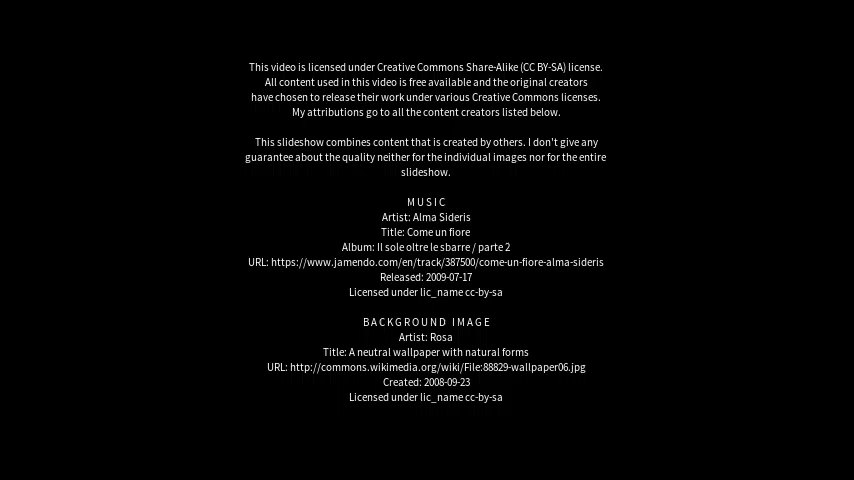 This video is licensed under Creative Commons Share-Alike (CC BY-SA) license.
All content used in this video is free available and the original creators
have chosen to release their work under various Creative Commons licenses.
My attributions go to all the content creators listed below.
This slideshow combines content that is created by others. I don't give any
guarantee about the quality neither for the individual images nor for the entire
slideshow.
MUSIC
Artist: Alma Sideris
Title: Come un fiore
Album: Il sole oltre le sbarre / parte 2
URL: https://www.jamendo.com/en/track/387500/come-un-fiore-alma-sideris
Released: 2009-07-17
Licensed under lic_name cc-by-sa
BACKGROUND IMAGE
Artist: Rosa
Title: A neutral wallpaper with natural forms
URL: http://commons.wikimedia.org/wiki/File:88829-wallpaper06.jpg
Created: 2008-09-23
Licensed under lic_name cc-by-sa